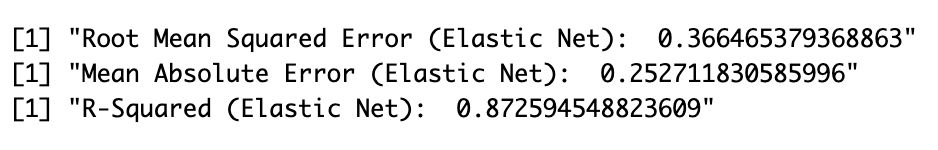 [1] "Root Mean Squared Error (Elastic Net):  0.366465379368863"
[1] "Mean Absolute Error (Elastic Net):  0.252711830585996"
[1] "R-Squared (Elastic Net):  0.872594548823609"